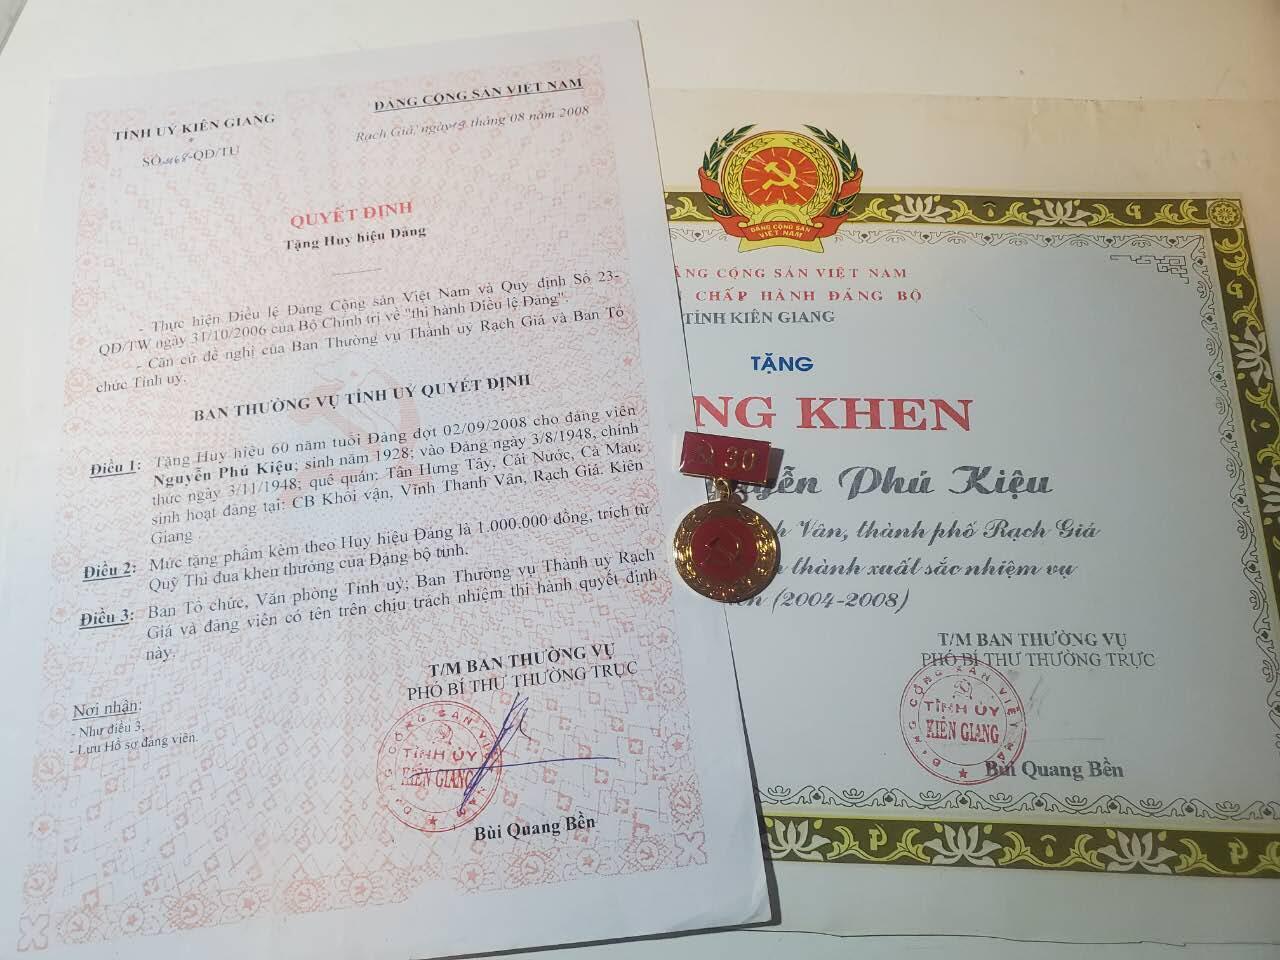 TỈNH UỶ KIÊN GIANG
*
-QĐ/TU
ĐẢNG CỘNG SẢN VIỆT NAM
Rạch Giá, ngày tháng 08 năm 2008
QUYẾT ĐỊNH
Tặng Huy hiệu Đảng
- Thực hiện Điều lệ Đảng Cộng sản Việt Nam và Quy định Số 23-
QĐ/TW ngày 31/10/2006 của Bộ Chính trị về "thi hành Điều lệ Đảng".
- Căn cứ đề nghị của Ban Thường vụ Thành uỷ Rạch Giá và Ban Tổ
chức Tỉnh uỷ.
BAN THƯỜNG VỤ TỈNH UỶ QUYẾT ĐỊNH
Điều 1: Tặng Huy hiệu 60 năm tuổi Đảng đợt 02/09/2008 cho đảng viên
Nguyễn Phú Kiệu; sinh năm 1928; vào Đảng ngày 3/8/1948, chính
thức ngày 3/11/1948; quê quán: Tân Hưng Tây, Cái Nước, Cà Mau;
sinh hoạt đảng tại: CB Khối vận, Vĩnh Thanh Vân, Rạch Giá, Kiên
Giang
Điều 2: Mức tặng phẩm kèm theo Huy hiệu Đảng là 1.000.000 đồng, trích từ
Quỹ Thi đua khen thưởng của Đảng bộ tỉnh.
Điều 3: Ban Tổ chức, Văn phòng Tỉnh uỷ; Ban Thường vụ Thành uỷ Rạch
Giá và đảng viên có tên trên chịu trách nhiệm thi hành quyết định
này.
T/M BAN THƯỜNG VỤ
PHÓ BÍ THƯ THƯỜNG TRỰC
Nơi nhận:
- Như điều 3,
- Lưu Hồ sơ đảng viên.
TỈNH ỦY
KIÊN GIANG
Bùi Quang Bền
ĐẢNG CỘNG SẢN
VIỆT NAM
ẢNG CỘNG SẢN VIỆT NAM
CHẤP HÀNH ĐẢNG BỘ
TỈNH KIÊN GIANG
TẶNG
NG KHEN
30
Phú Kiệu
Vân, thành phố Rạch Giá
thành xuất sắc nhiệm vụ
(2004-2008)
T/M BAN THƯỜNG VỤ
PHÓ BÍ THƯ THƯỜNG TRỰC
TỈNH ỦY
KIÊN GIANG
Bùi Quang Bền